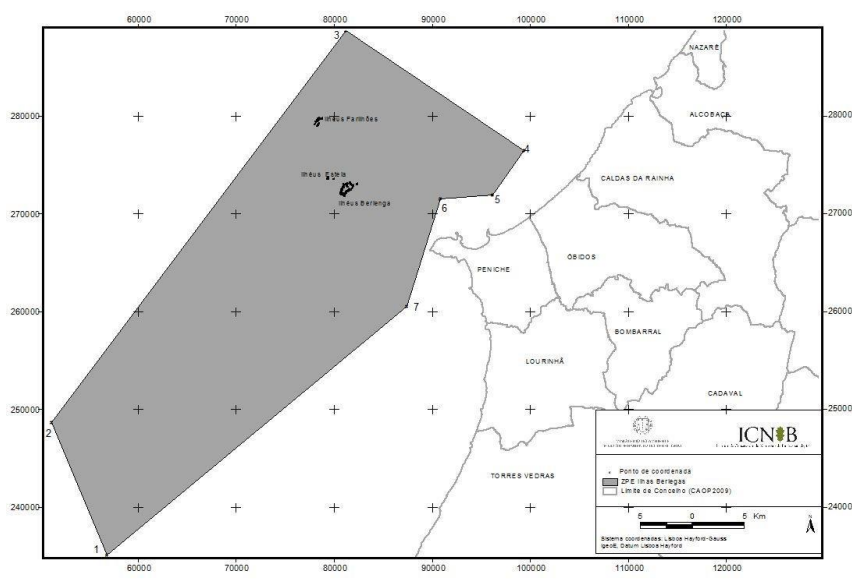 60000 70000 80000 90000 100000 110000 120000
3
NAZARÉ
280000 280000
Ilhéus Farilhões
ALCOBAÇA
4
Ilhéus Estela
CALDAS DA RAINHA
5
6
Ilhéus Berlenga
270000 270000
ÓBIDOS
PENICHE
7
260000 260000
BOMBARRAL
LOURINHÃ
CADAVAL
250000 250000
2
ICNB
Ponto de coordenada
ZPE Ilhas Berlegas
Limite de Concelho (CAOP2009)
TORRES VEDRAS
240000 240000
5 0 5 Km
N
Sistema coordenadas: Lisboa Hayford-Gauss
IgeoE, Datum Lisboa Hayford
1
60000 70000 80000 90000 100000 110000 120000